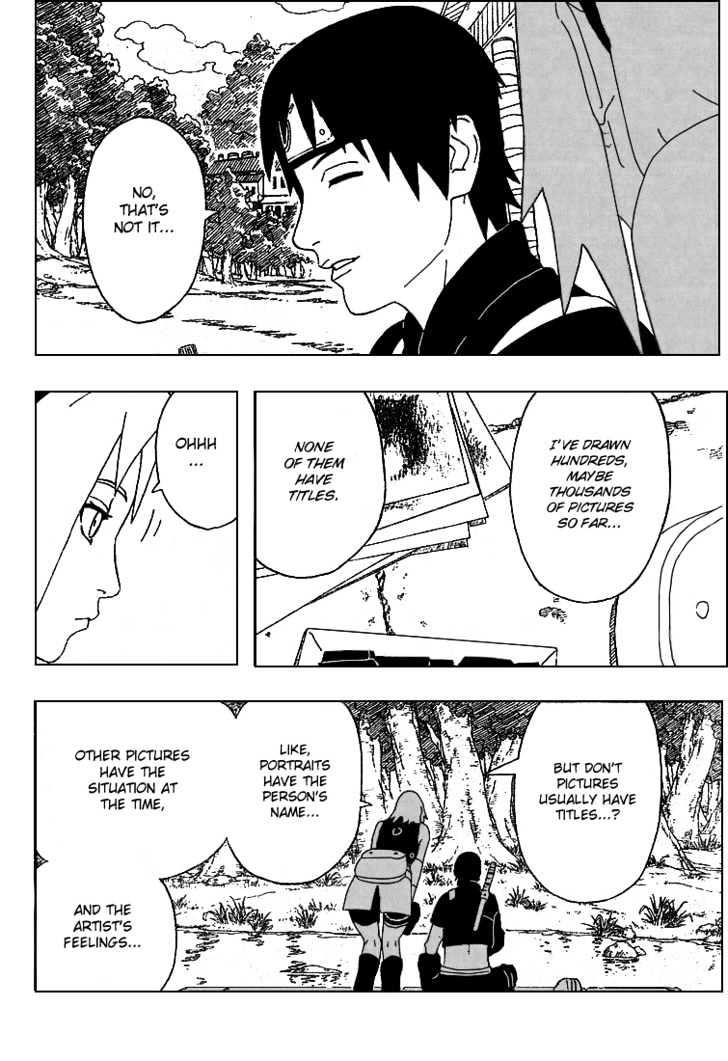 NO,
THAT'S
NOT IT...
I'VE DRAWN
HUNDREDS,
MAYBE
THOUSANDS
OF PICTURES
SO FAR...
NONE
OF THEM
HAVE
TITLES.
OHHH
...
BUT DON'T
PICTURES
USUALLY HAVE
TITLES...?
LIKE,
PORTRAITS
HAVE THE
PERSON'S
NAME...
OTHER PICTURES
HAVE THE
SITUATION AT
THE TIME,
AND THE
ARTIST'S
FEELINGS...